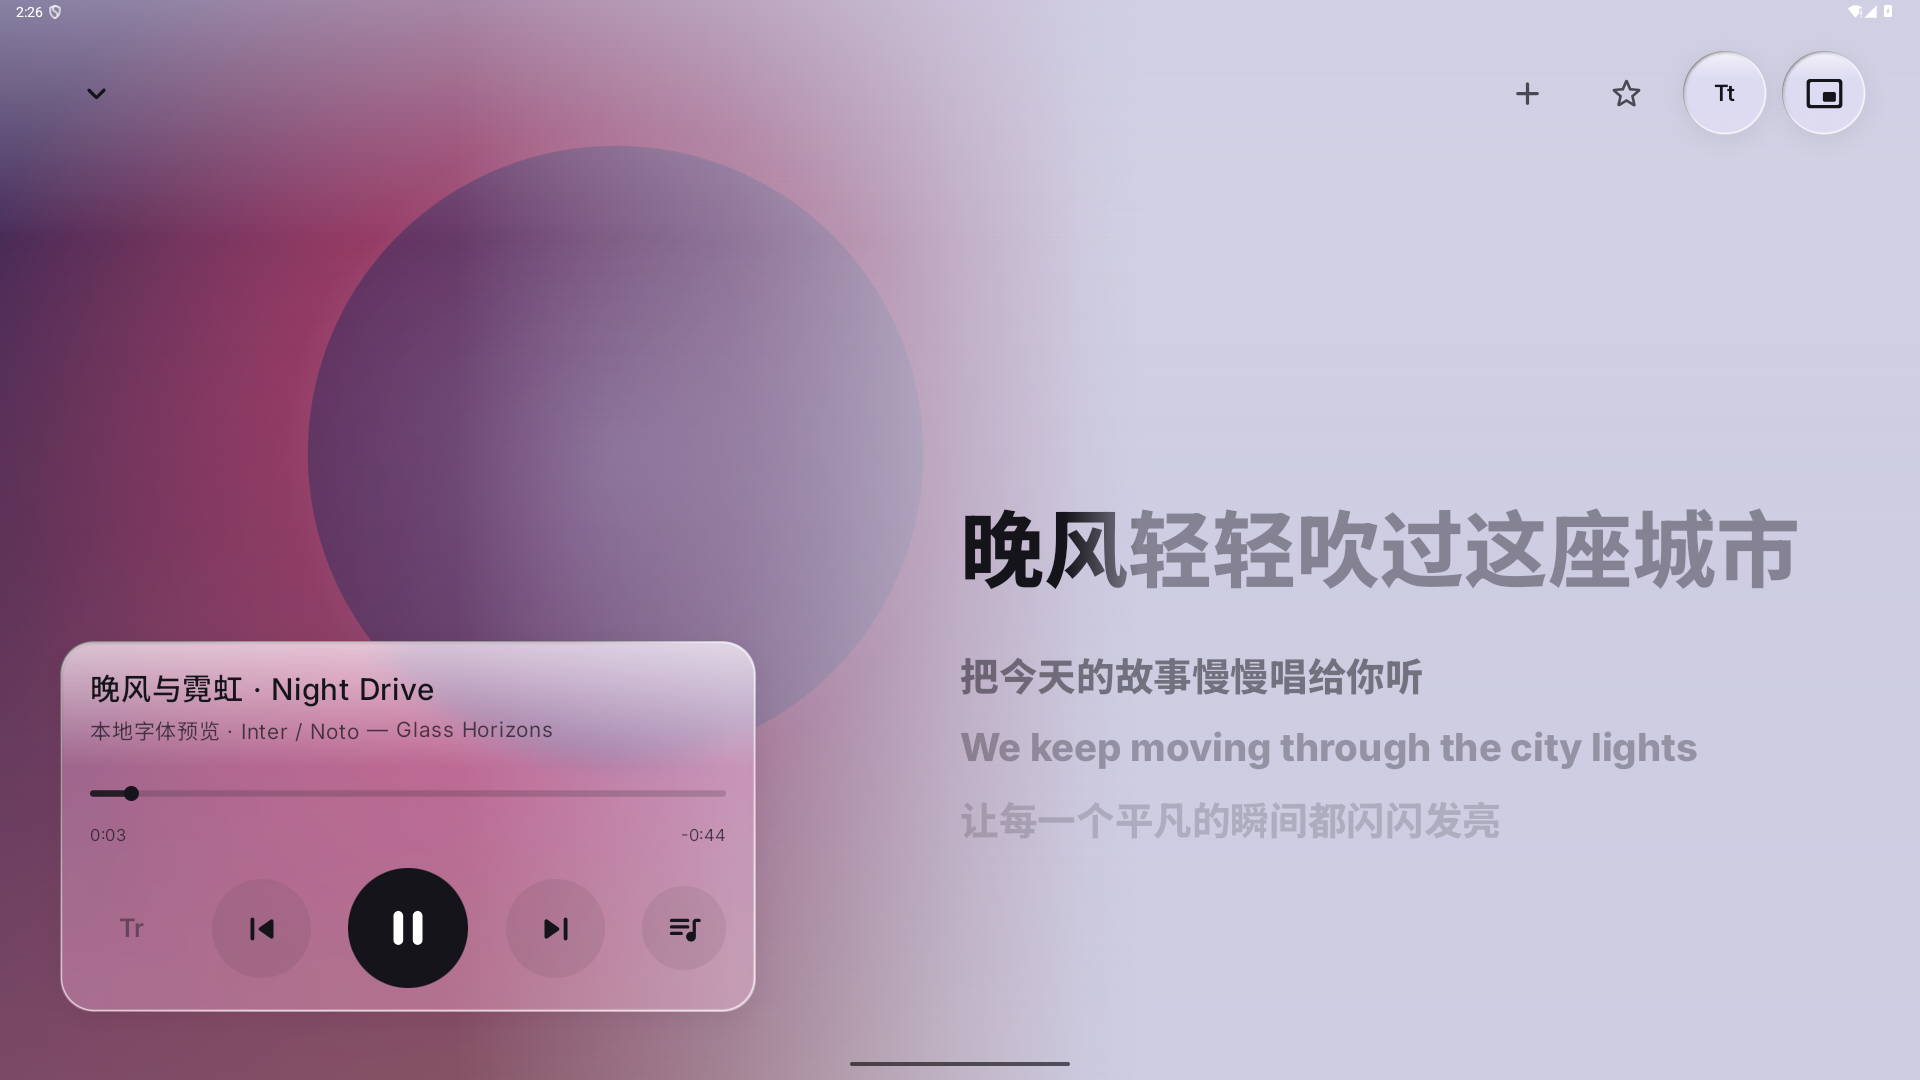 2:26
Tt
晚风轻轻吹过这座城市
把今天的故事慢慢唱给你听
We keep moving through the city lights
让每一个平凡的瞬间都闪闪发亮
晚风与霓虹 · Night Drive
本地字体预览 · Inter / Noto — Glass Horizons
0:03
-0:44
Tr